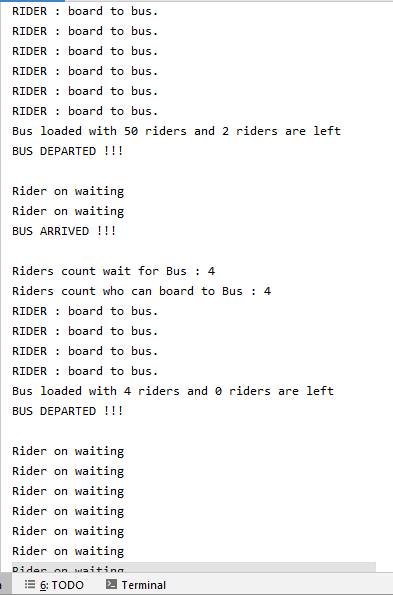 RIDER : board to bus.
RIDER : board to bus.
RIDER : board to bus.
RIDER : board to bus.
RIDER : board to bus.
RIDER : board to bus.
Bus loaded with 50 riders and 2 riders are left
BUS DEPARTED !!!
Rider on waiting
Rider on waiting
BUS ARRIVED !!!
Riders count wait for Bus : 4
Riders count who can board to Bus : 4
RIDER : board to bus.
RIDER : board to bus.
RIDER : board to bus.
RIDER : board to bus.
Bus loaded with 4 riders and 0 riders are left
BUS DEPARTED !!!
Rider on waiting
Rider on waiting
Rider on waiting
Rider on waiting
Rider on waiting
Rider on waiting
Rider on waiting
6: TODO Terminal